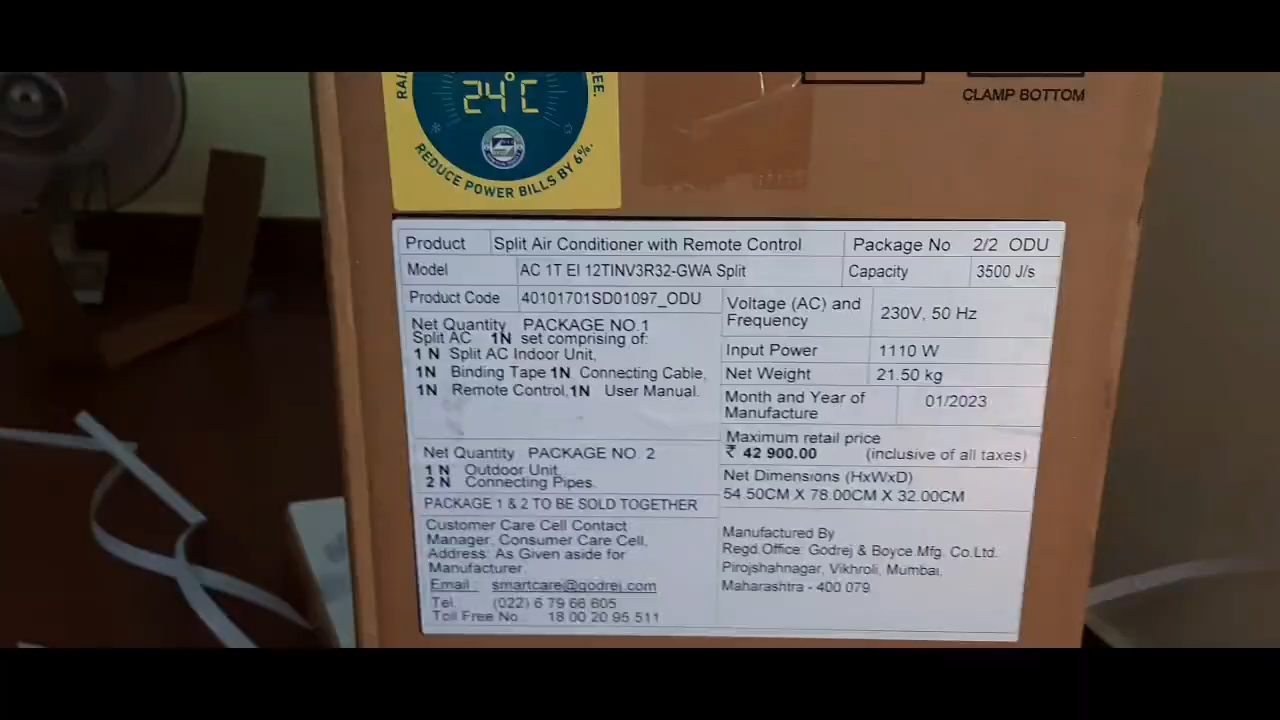 RAI
EE.
24°C
REDUCE POWER BILLS BY 6%.
CLAMP BOTTOM
Product Split Air Conditioner with Remote Control Package No 2/2 ODU
Model AC 1T EI 12TINV3R32-GWA Split Capacity 3500 J/s
Product Code 40101701SD01097_ODU
Voltage (AC) and
Frequency 230V, 50 Hz
Net Quantity PACKAGE NO.1
Split AC 1N set comprising of:
1 N Split AC Indoor Unit,
1N Binding Tape 1N Connecting Cable,
1N Remote Control,1N User Manual.
Input Power 1110 W
Net Weight 21.50 kg
Month and Year of
Manufacture 01/2023
Maximum retail price
₹ 42 900.00 (inclusive of all taxes)
Net Quantity PACKAGE NO. 2
1 N Outdoor Unit,
2 N Connecting Pipes.
Net Dimensions (HxWxD)
54.50CM X 78.00CM X 32.00CM
PACKAGE 1 & 2 TO BE SOLD TOGETHER
Customer Care Cell Contact
Manager, Consumer Care Cell,
Address: As Given aside for
Manufacturer
Email : smartcare@godrej.com
Tel. (022) 6 79 66 605
Toll Free No 18 00 20 95 511
Manufactured By
Regd.Office: Godrej & Boyce Mfg. Co.Ltd.
Pirojshahnagar, Vikhroli, Mumbai,
Maharashtra - 400 079